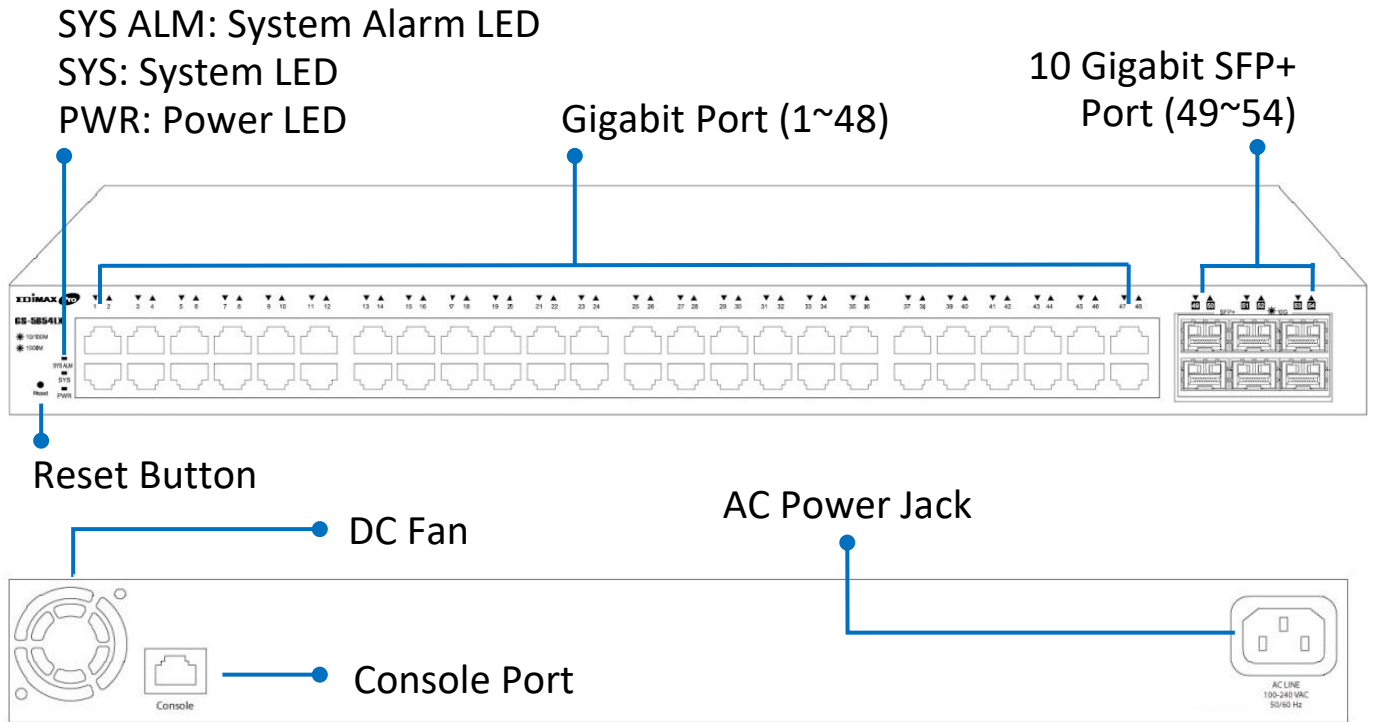 SYS ALM: System Alarm LED
SYS: System LED
PWR: Power LED
Gigabit Port (1~48)
10 Gigabit SFP+
Port (49~54)
EDIMAX Pro
GS-5654LX
10/100M
1000M
SYS ALM
SYS
PWR
Reset
1 2 3 4 5 6 7 8 9 10 11 12 13 14 15 16 17 18 19 20 21 22 23 24 25 26 27 28 29 30 31 32 33 34 35 36 37 38 39 40 41 42 43 44 45 46 47 48
49 50 51 52 53 54
SFP+ 10G
Reset Button
DC Fan
AC Power Jack
Console Port
Console
AC LINE
100-240 VAC
50/60 Hz